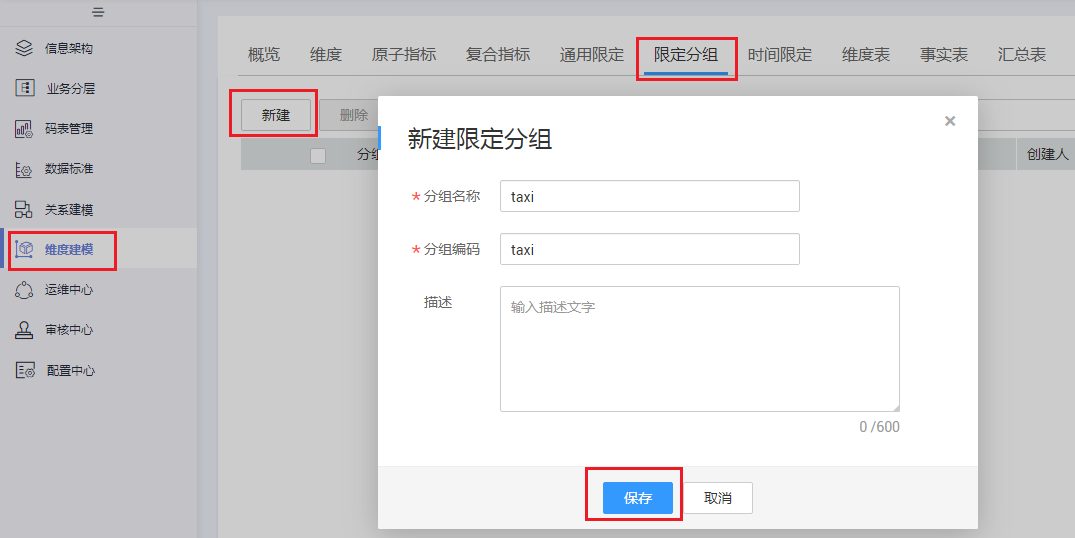 信息架构
业务分层
码表管理
数据标准
关系建模
维度建模
运维中心
审核中心
配置中心
概览 维度 原子指标 复合指标 通用限定 限定分组 时间限定 维度表 事实表 汇总表
新建 删除
分组 创建人
新建限定分组 ×
* 分组名称 taxi
* 分组编码 taxi
描述 输入描述文字
0 /600
保存 取消